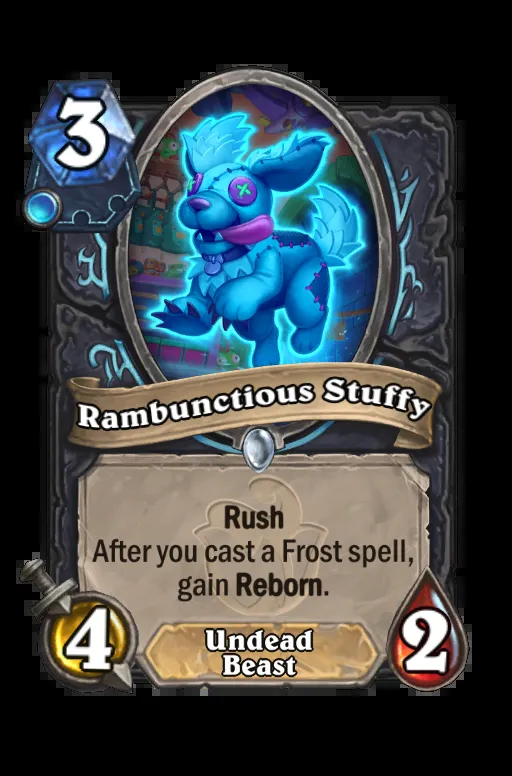 3
Rambunctious Stuffy
Rush
After you cast a Frost spell,
gain Reborn.
4
Undead
Beast
2